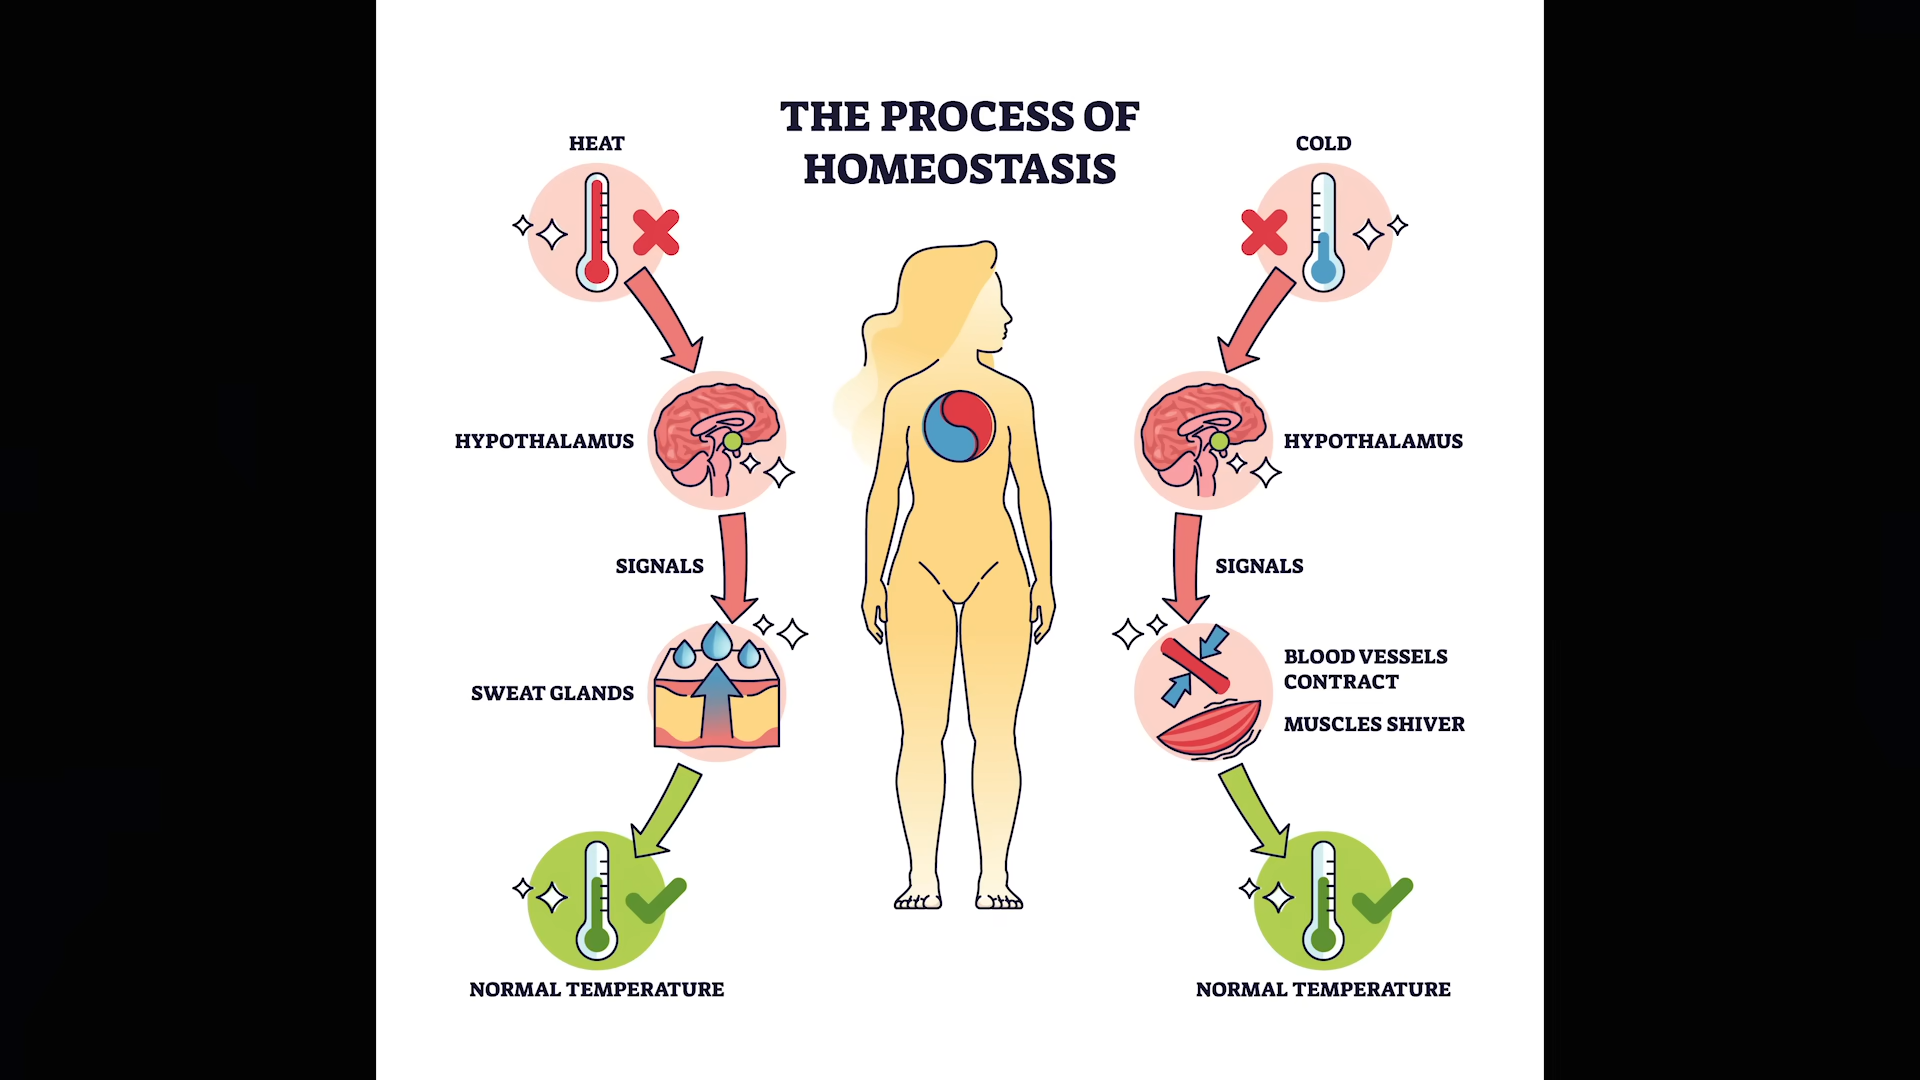 THE PROCESS OF
HOMEOSTASIS
HEAT
HYPOTHALAMUS
SIGNALS
SWEAT GLANDS
NORMAL TEMPERATURE
COLD
HYPOTHALAMUS
SIGNALS
BLOOD VESSELS
CONTRACT
MUSCLES SHIVER
NORMAL TEMPERATURE